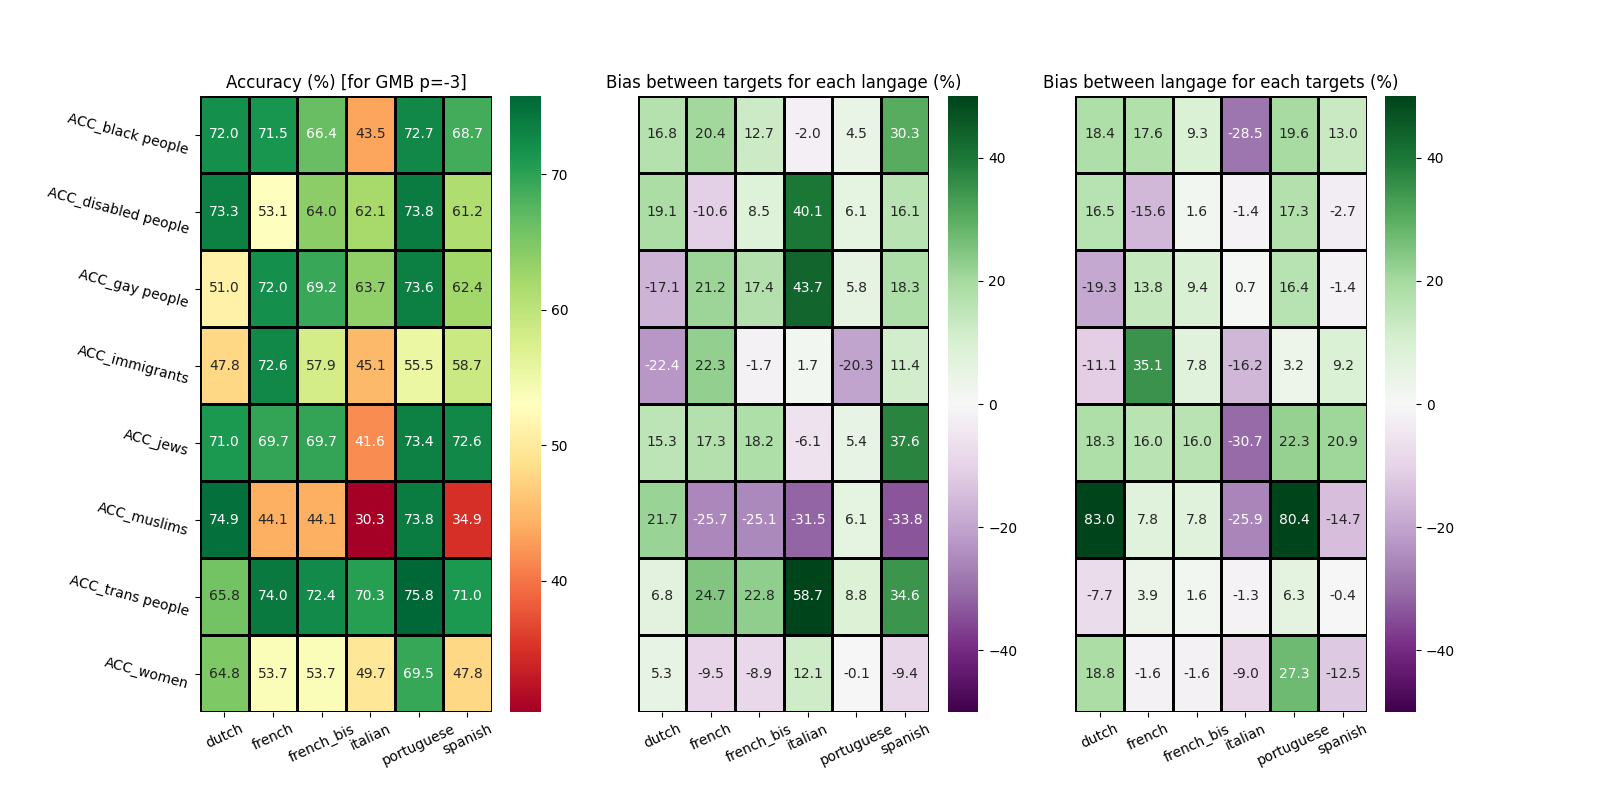 Accuracy (%) [for GMB p=-3]
Bias between targets for each langage (%)
Bias between langage for each targets (%)
ACC_black people 72.0 71.5 66.4 43.5 72.7 68.7 16.8 20.4 12.7 -2.0 4.5 30.3 18.4 17.6 9.3 -28.5 19.6 13.0
ACC_disabled people 73.3 53.1 64.0 62.1 73.8 61.2 19.1 -10.6 8.5 40.1 6.1 16.1 16.5 -15.6 1.6 -1.4 17.3 -2.7
ACC_gay people 51.0 72.0 69.2 63.7 73.6 62.4 -17.1 21.2 17.4 43.7 5.8 18.3 -19.3 13.8 9.4 0.7 16.4 -1.4
ACC_immigrants 47.8 72.6 57.9 45.1 55.5 58.7 -22.4 22.3 -1.7 1.7 -20.3 11.4 -11.1 35.1 7.8 -16.2 3.2 9.2
ACC_jews 71.0 69.7 69.7 41.6 73.4 72.6 15.3 17.3 18.2 -6.1 5.4 37.6 18.3 16.0 16.0 -30.7 22.3 20.9
ACC_muslims 74.9 44.1 44.1 30.3 73.8 34.9 21.7 -25.7 -25.1 -31.5 6.1 -33.8 83.0 7.8 7.8 -25.9 80.4 -14.7
ACC_trans people 65.8 74.0 72.4 70.3 75.8 71.0 6.8 24.7 22.8 58.7 8.8 34.6 -7.7 3.9 1.6 -1.3 6.3 -0.4
ACC_women 64.8 53.7 53.7 49.7 69.5 47.8 5.3 -9.5 -8.9 12.1 -0.1 -9.4 18.8 -1.6 -1.6 -9.0 27.3 -12.5
dutch french french_bis italian portuguese spanish
dutch french french_bis italian portuguese spanish
dutch french french_bis italian portuguese spanish
70
60
50
40
40
20
0
−20
−40
40
20
0
−20
−40